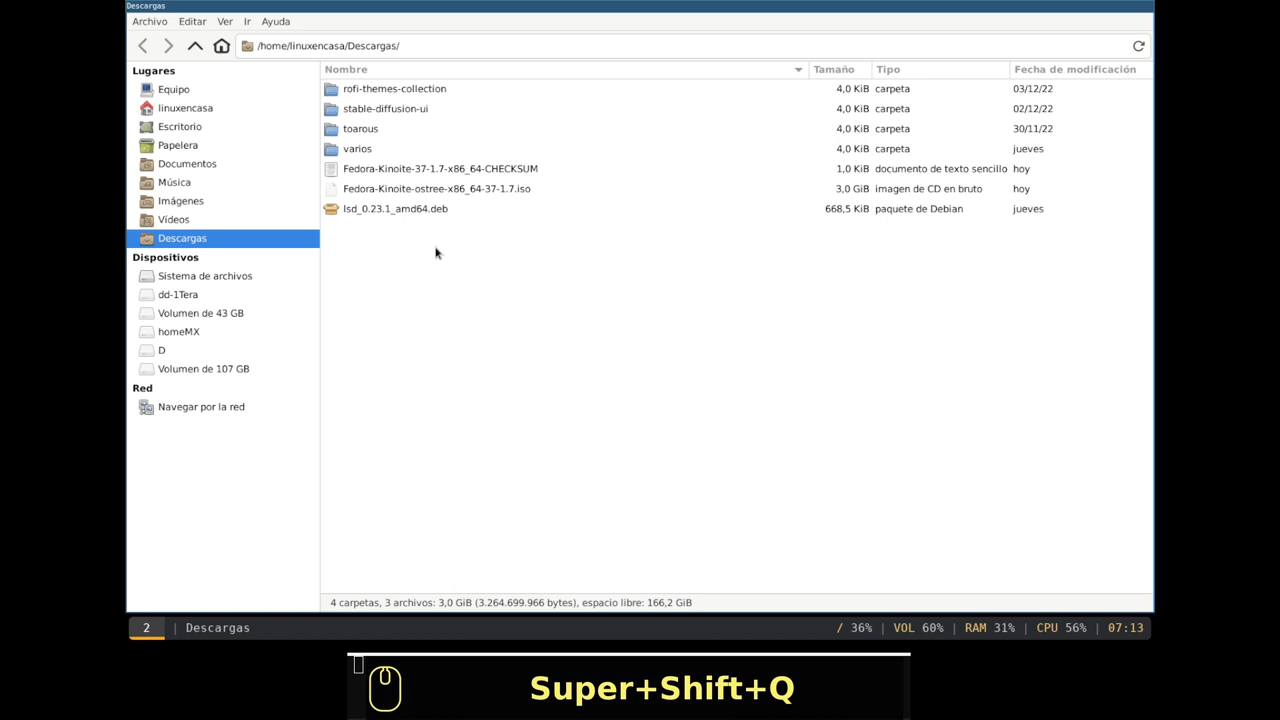 Descargas
Archivo Editar Ver Ir Ayuda
/home/linuxencasa/Descargas/
Lugares
Equipo
linuxencasa
Escritorio
Papelera
Documentos
Música
Imágenes
Vídeos
Descargas
Dispositivos
Sistema de archivos
dd-1Tera
Volumen de 43 GB
homeMX
D
Volumen de 107 GB
Red
Navegar por la red
Nombre Tamaño Tipo Fecha de modificación
rofi-themes-collection 4,0 KiB carpeta 03/12/22
stable-diffusion-ui 4,0 KiB carpeta 02/12/22
toarous 4,0 KiB carpeta 30/11/22
varios 4,0 KiB carpeta jueves
Fedora-Kinoite-37-1.7-x86_64-CHECKSUM 1,0 KiB documento de texto sencillo hoy
Fedora-Kinoite-ostree-x86_64-37-1.7.iso 3,0 GiB imagen de CD en bruto hoy
lsd_0.23.1_amd64.deb 668,5 KiB paquete de Debian jueves
4 carpetas, 3 archivos: 3,0 GiB (3.264.699.966 bytes), espacio libre: 166,2 GiB
2 | Descargas / 36% | VOL 60% | RAM 31% | CPU 56% | 07:13
Super+Shift+Q